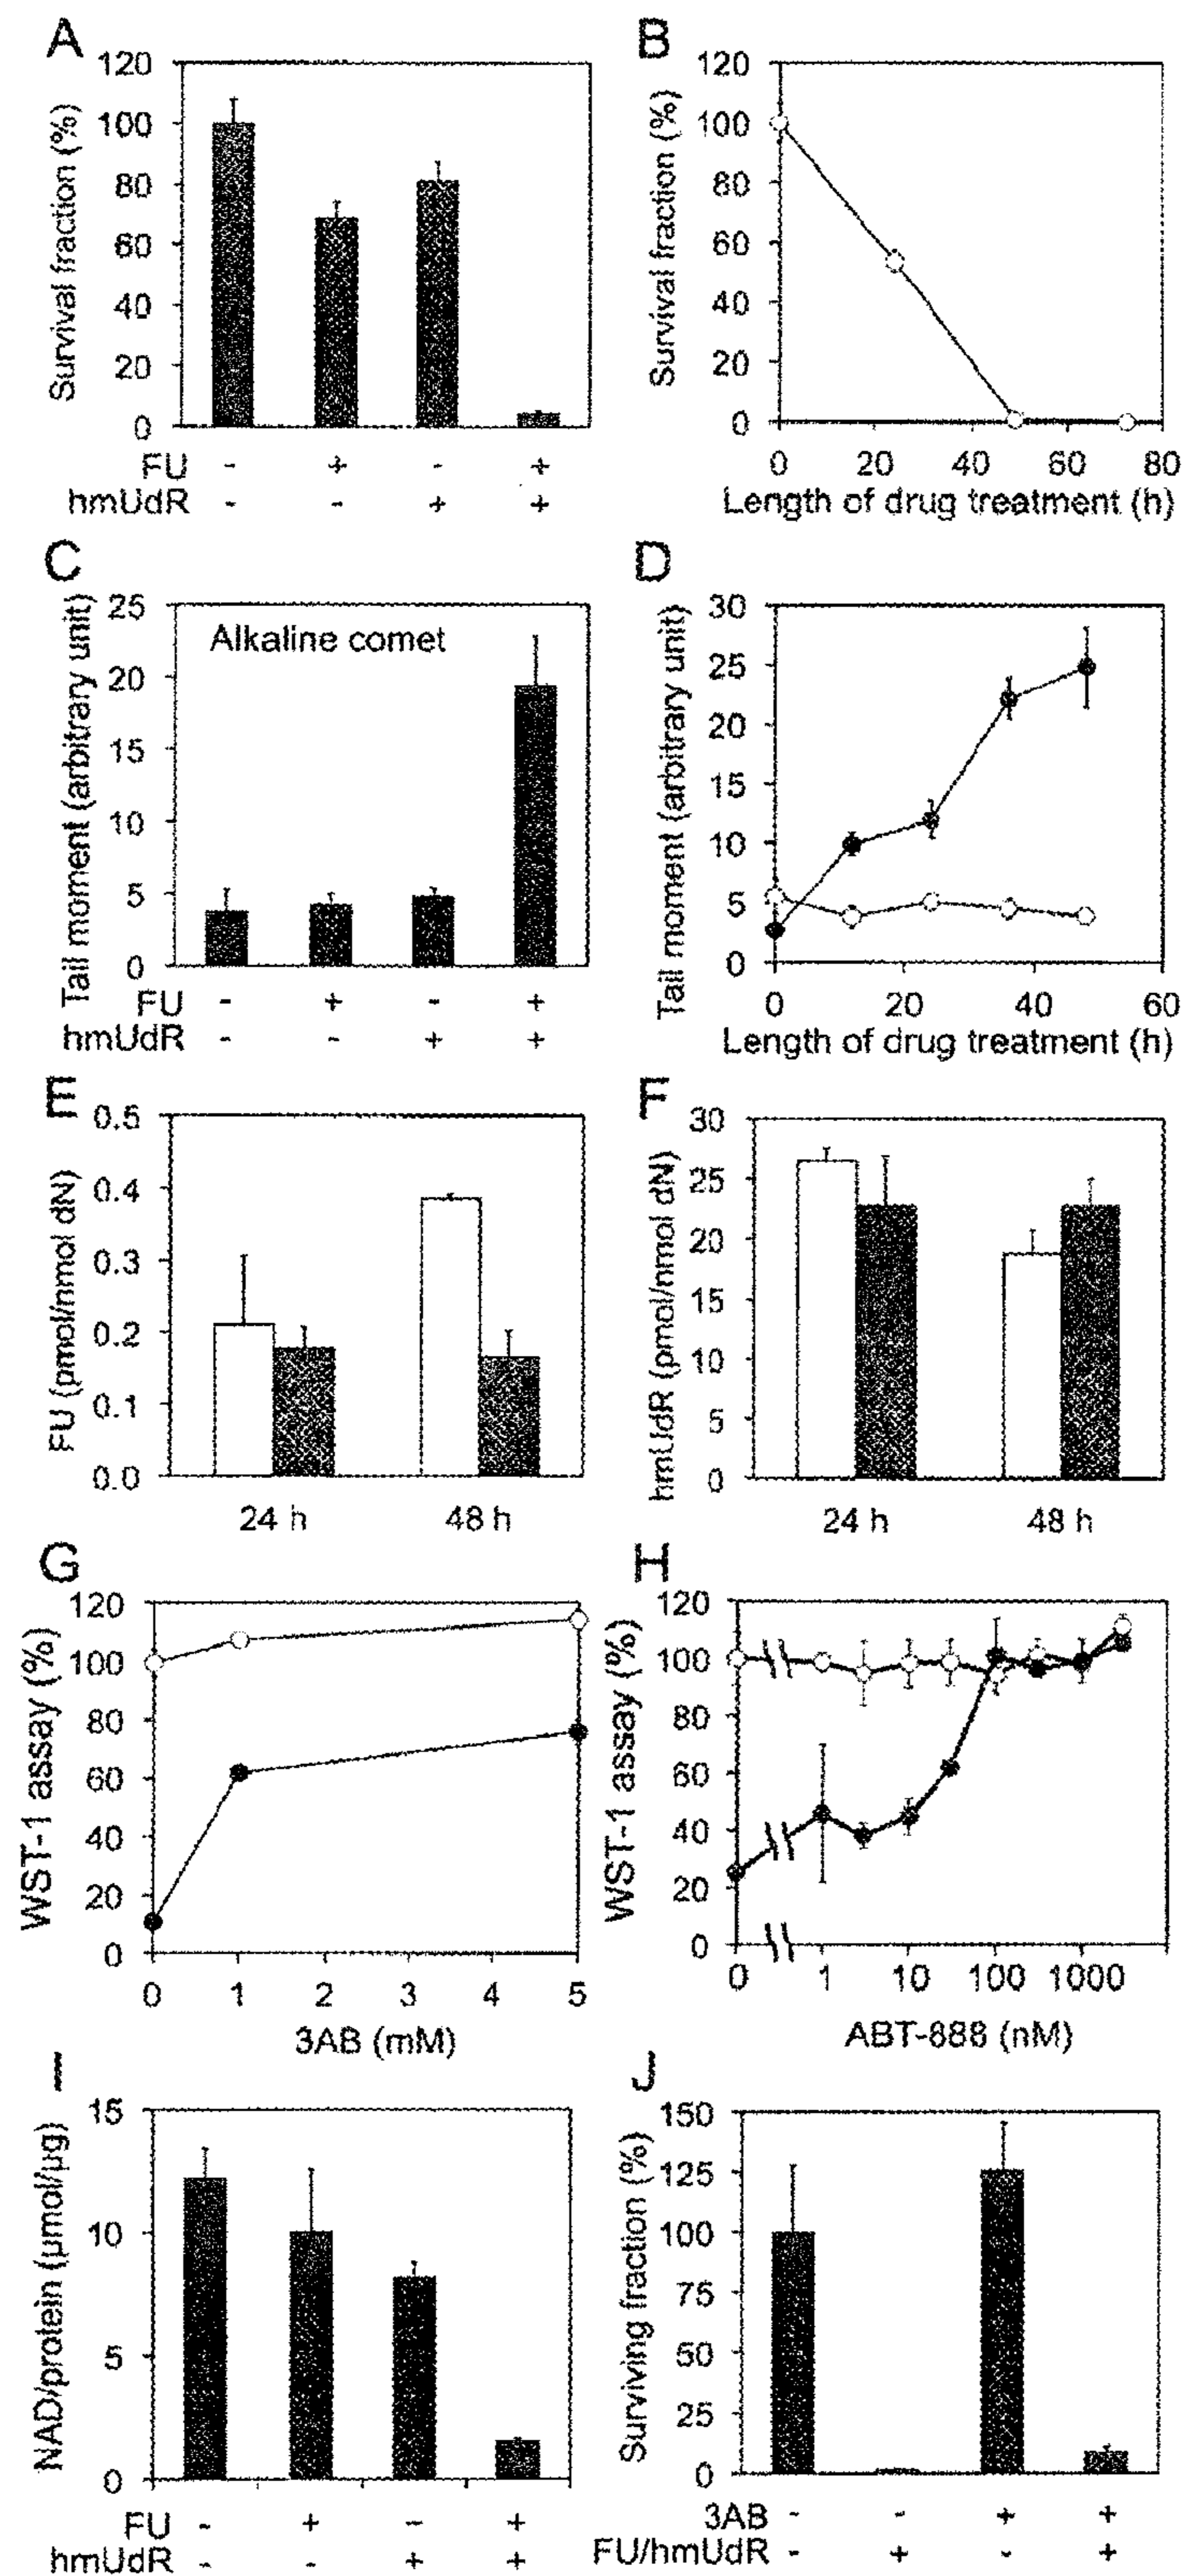 A
Survival fraction (%)
120
100
80
60
40
20
0
FU - + - +
hmUdR - - + +
B
Survival fraction (%)
120
100
80
60
40
20
0
0 20 40 60 80
Length of drug treatment (h)
C
Tail moment (arbitrary unit)
25
20
15
10
5
0
Alkaline comet
FU - + - +
hmUdR - - + +
D
Tail moment (arbitrary unit)
30
25
20
15
10
5
0
0 20 40 60
Length of drug treatment (h)
E
FU (pmol/nmol dN)
0.5
0.4
0.3
0.2
0.1
0.0
24 h 48 h
F
hmUdR (pmol/nmol dN)
30
25
20
15
10
5
0
24 h 48 h
G
WST-1 assay (%)
120
100
80
60
40
20
0
0 1 2 3 4 5
3AB (mM)
H
WST-1 assay (%)
120
100
80
60
40
20
0
0 1 10 100 1000
ABT-888 (nM)
I
NAD/protein (µmol/µg)
15
10
5
0
FU - + - +
hmUdR - - + +
J
Surviving fraction (%)
150
125
100
75
50
25
0
3AB - - + +
FU/hmUdR - + - +